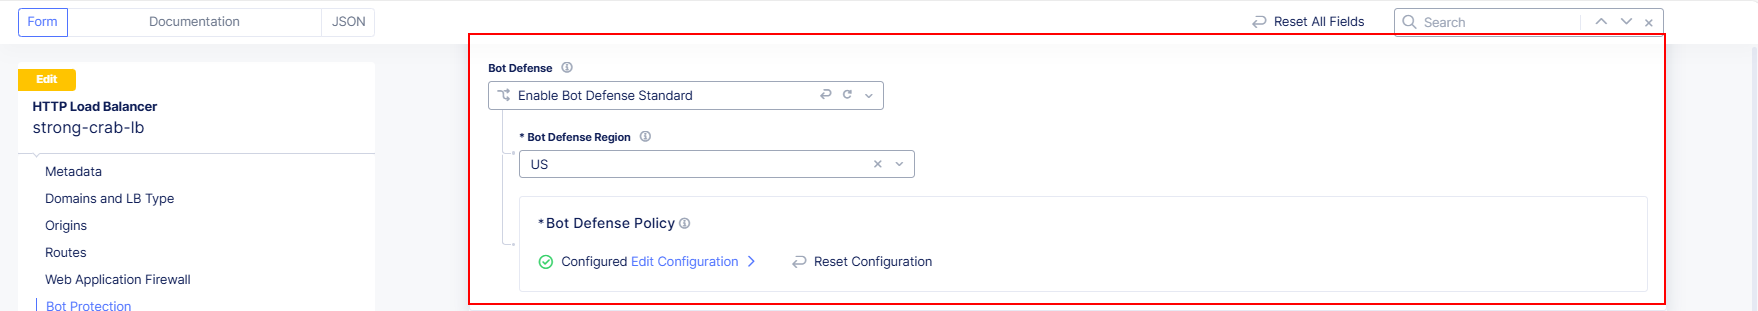 Form
Documentation
JSON
Reset All Fields
Search
Edit
HTTP Load Balancer
strong-crab-lb
Metadata
Domains and LB Type
Origins
Routes
Web Application Firewall
Bot Protection
Bot Defense
Enable Bot Defense Standard
* Bot Defense Region
US
* Bot Defense Policy
Configured Edit Configuration
Reset Configuration